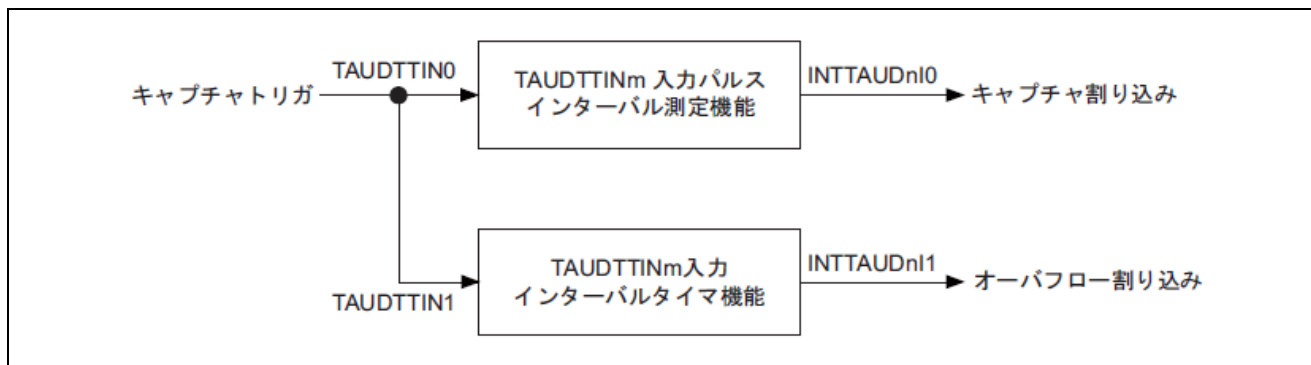 キャプチャトリガ
TAUDTTIN0
TAUDTTINm 入力パルス
インターバル測定機能
INTTAUDnI0
キャプチャ割り込み
TAUDTTIN1
TAUDTTINm入力
インターバルタイマ機能
INTTAUDnI1
オーバフロー割り込み